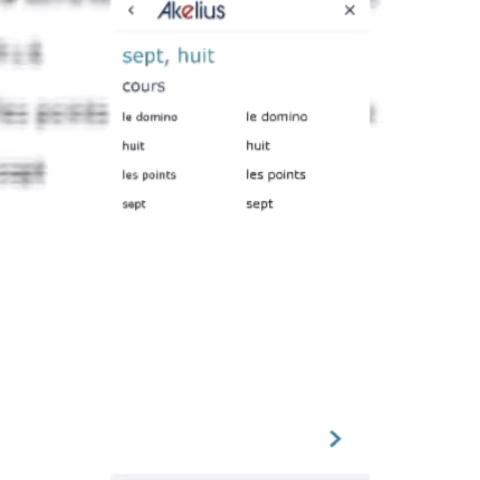 Akelius
sept, huit
cours
le domino le domino
huit huit
les points les points
sept sept